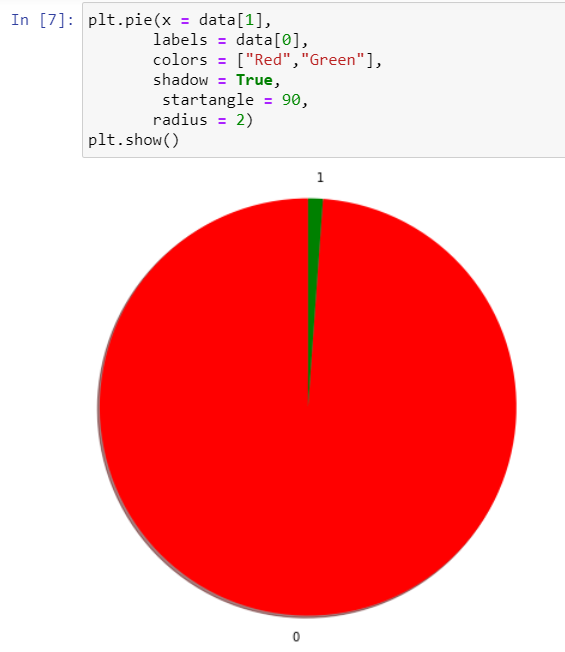 In [7]: plt.pie(x = data[1],
labels = data[0],
colors = ["Red","Green"],
shadow = True,
startangle = 90,
radius = 2)
plt.show()
1
0